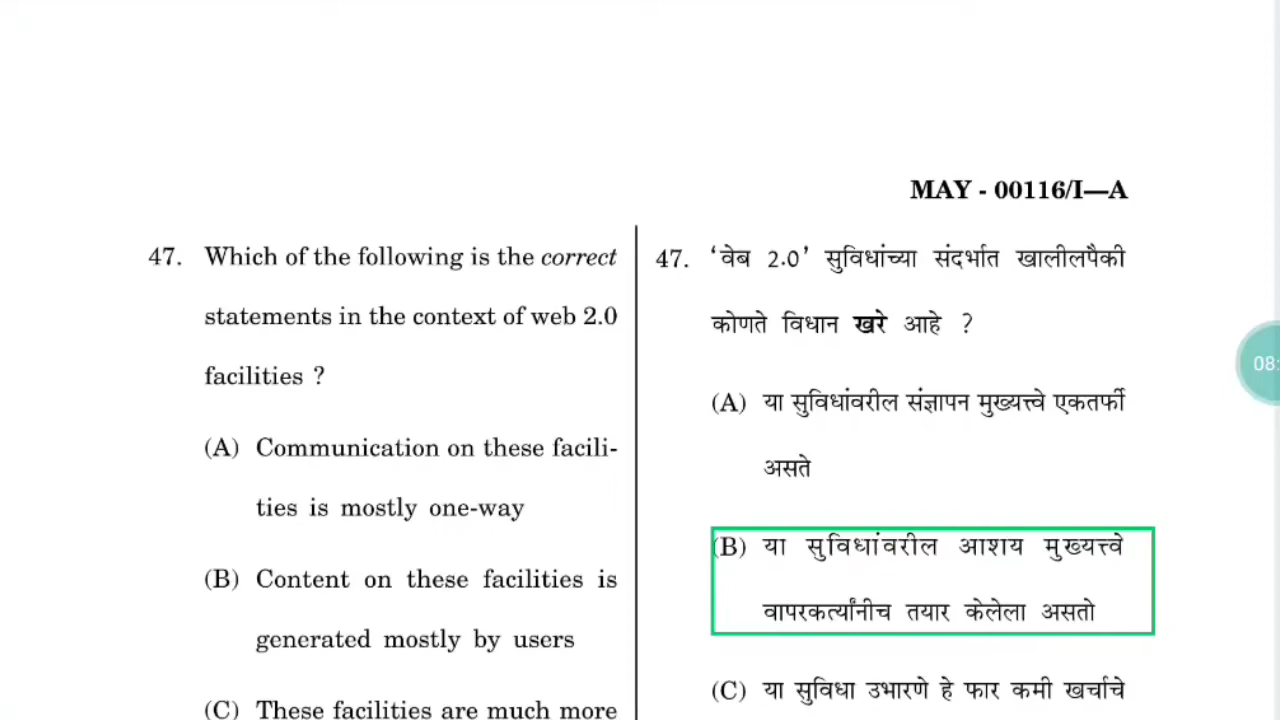 MAY - 00116/I—A
47. Which of the following is the correct
statements in the context of web 2.0
facilities ?
(A) Communication on these facili-
ties is mostly one-way
(B) Content on these facilities is
generated mostly by users
(C) These facilities are much more
47. ‘वेब 2.0’ सुविधांच्या संदर्भात खालीलपैकी
कोणते विधान खरे आहे ?
(A) या सुविधांवरील संज्ञापन मुख्यत्त्वे एकतर्फी
असते
(B) या सुविधांवरील आशय मुख्यत्त्वे
वापरकर्त्यांनीच तयार केलेला असतो
(C) या सुविधा उभारणे हे फार कमी खर्चाचे
08: